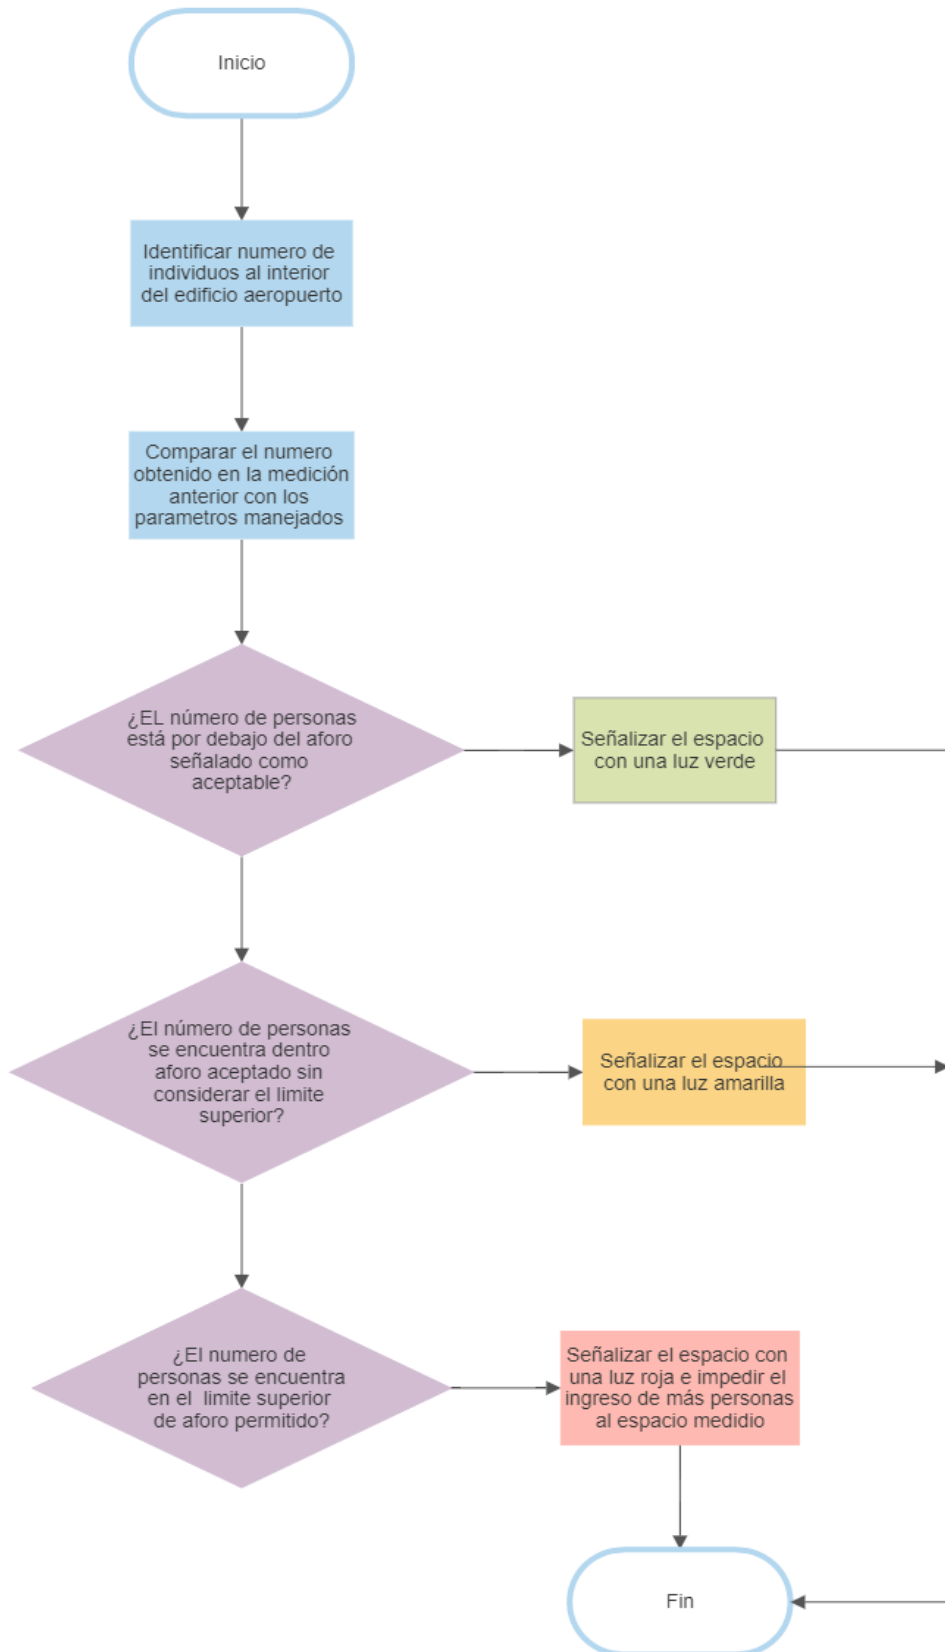 Inicio
Identificar numero de
individuos al interior
del edificio aeropuerto
Comparar el numero
obtenido en la medición
anterior con los
parametros manejados
¿EL número de personas
está por debajo del aforo
señalado como
aceptable?
Señalizar el espacio
con una luz verde
¿El número de personas
se encuentra dentro
aforo aceptado sin
considerar el limite
superior?
Señalizar el espacio
con una luz amarilla
¿El numero de
personas se encuentra
en el limite superior
de aforo permitido?
Señalizar el espacio con
una luz roja e impedir el
ingreso de más personas
al espacio medidio
Fin